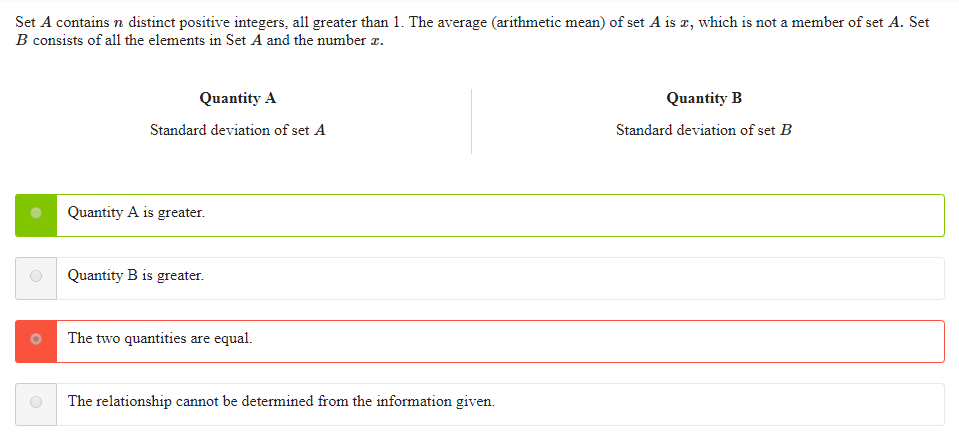 Set A contains n distinct positive integers, all greater than 1. The average (arithmetic mean) of set A is x, which is not a member of set A. Set
B consists of all the elements in Set A and the number x.
Quantity A
Quantity B
Standard deviation of set A
Standard deviation of set B
Quantity A is greater.
Quantity B is greater.
The two quantities are equal.
The relationship cannot be determined from the information given.